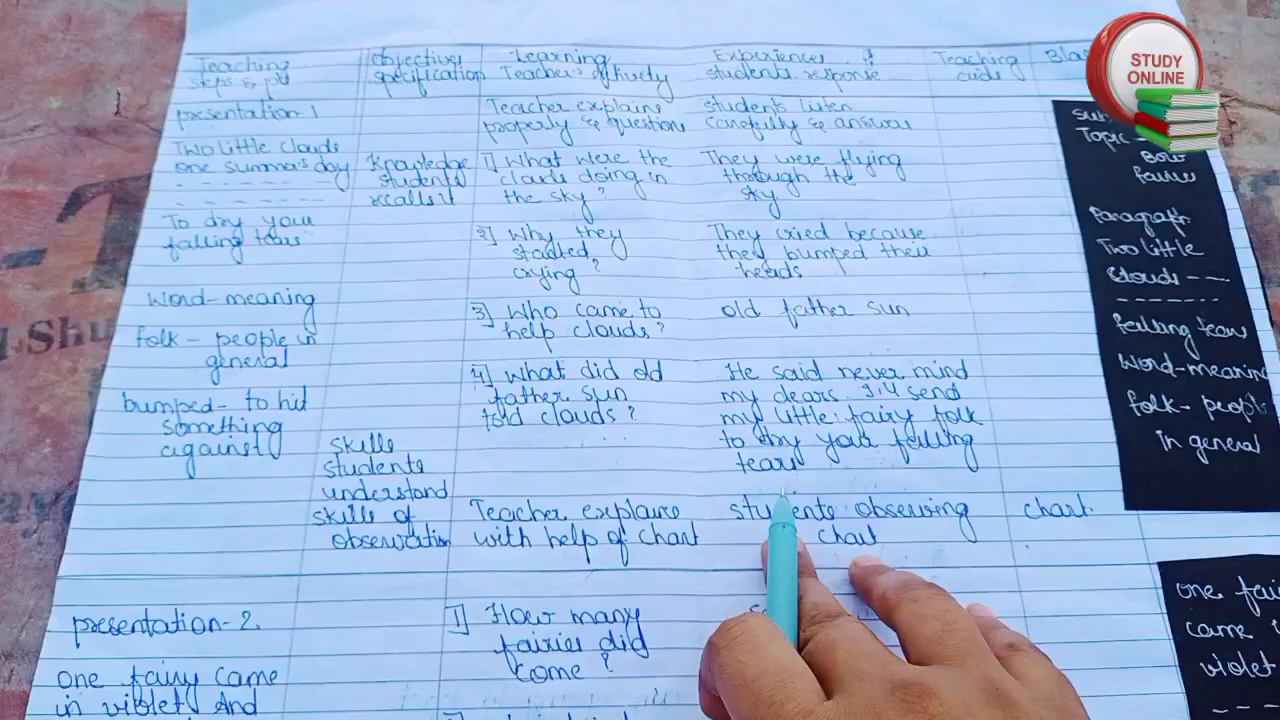 STUDY
ONLINE
Teaching
steps &
Objectives
specification
Learning
Teacher's
Experiences &
students response
Teaching
aids
presentation 1
Teacher explains
properly & question
students listen
carefully & answer
Two little clouds
one summer's day
- - - - - - -
- - - - - - -
To dry your
falling tears"
Knowledge
students
recalls it
1] What were the
clouds doing in
the sky?
They were flying
through the
sky
2] Why they
started
crying?
They cried because
they bumped their
heads
3] Who came to
help clouds?
old father sun
4] What did old
father sun
told clouds?
He said never mind
my dears I'll send
my little fairy folk
to dry your falling
tears
Word-meaning
folk - people in
general
bumped - to hit
something
against
skills
students
understand
skills of
observation
Teacher explains
with help of chart
students observing
chart
chart.
presentation-2.
one fairy came
in violet And
1] How many
fairies did
come?
Topic -
Paragraph
Two little
Clouds - - -
- - - - - - -
falling tears
Word-meaning
folk- people
in general
one fai
came
violet
- - -